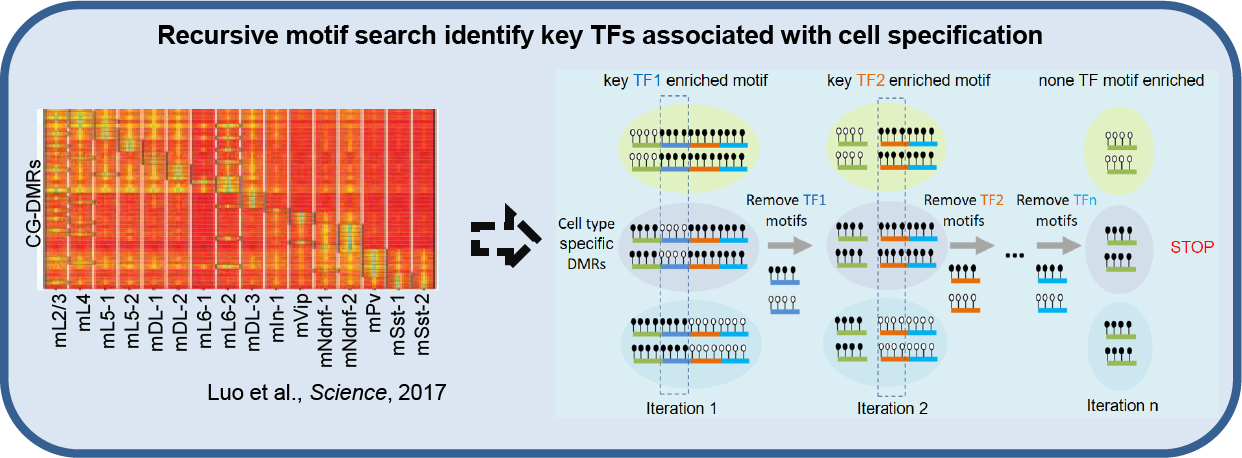 Recursive motif search identify key TFs associated with cell specification
CG-DMRs
mL2/3
mL4
mL5-1
mL5-2
mDL-1
mDL-2
mL6-1
mL6-2
mDL-3
mIn-1
mVip
mNdnf-1
mNdnf-2
mPv
mSst-1
mSst-2
Luo et al., Science, 2017
key TF1 enriched motif
key TF2 enriched motif
none TF motif enriched
Cell type
specific
DMRs
Remove TF1
motifs
Remove TF2
motifs
...
Remove TFn
motifs
STOP
Iteration 1
Iteration 2
Iteration n